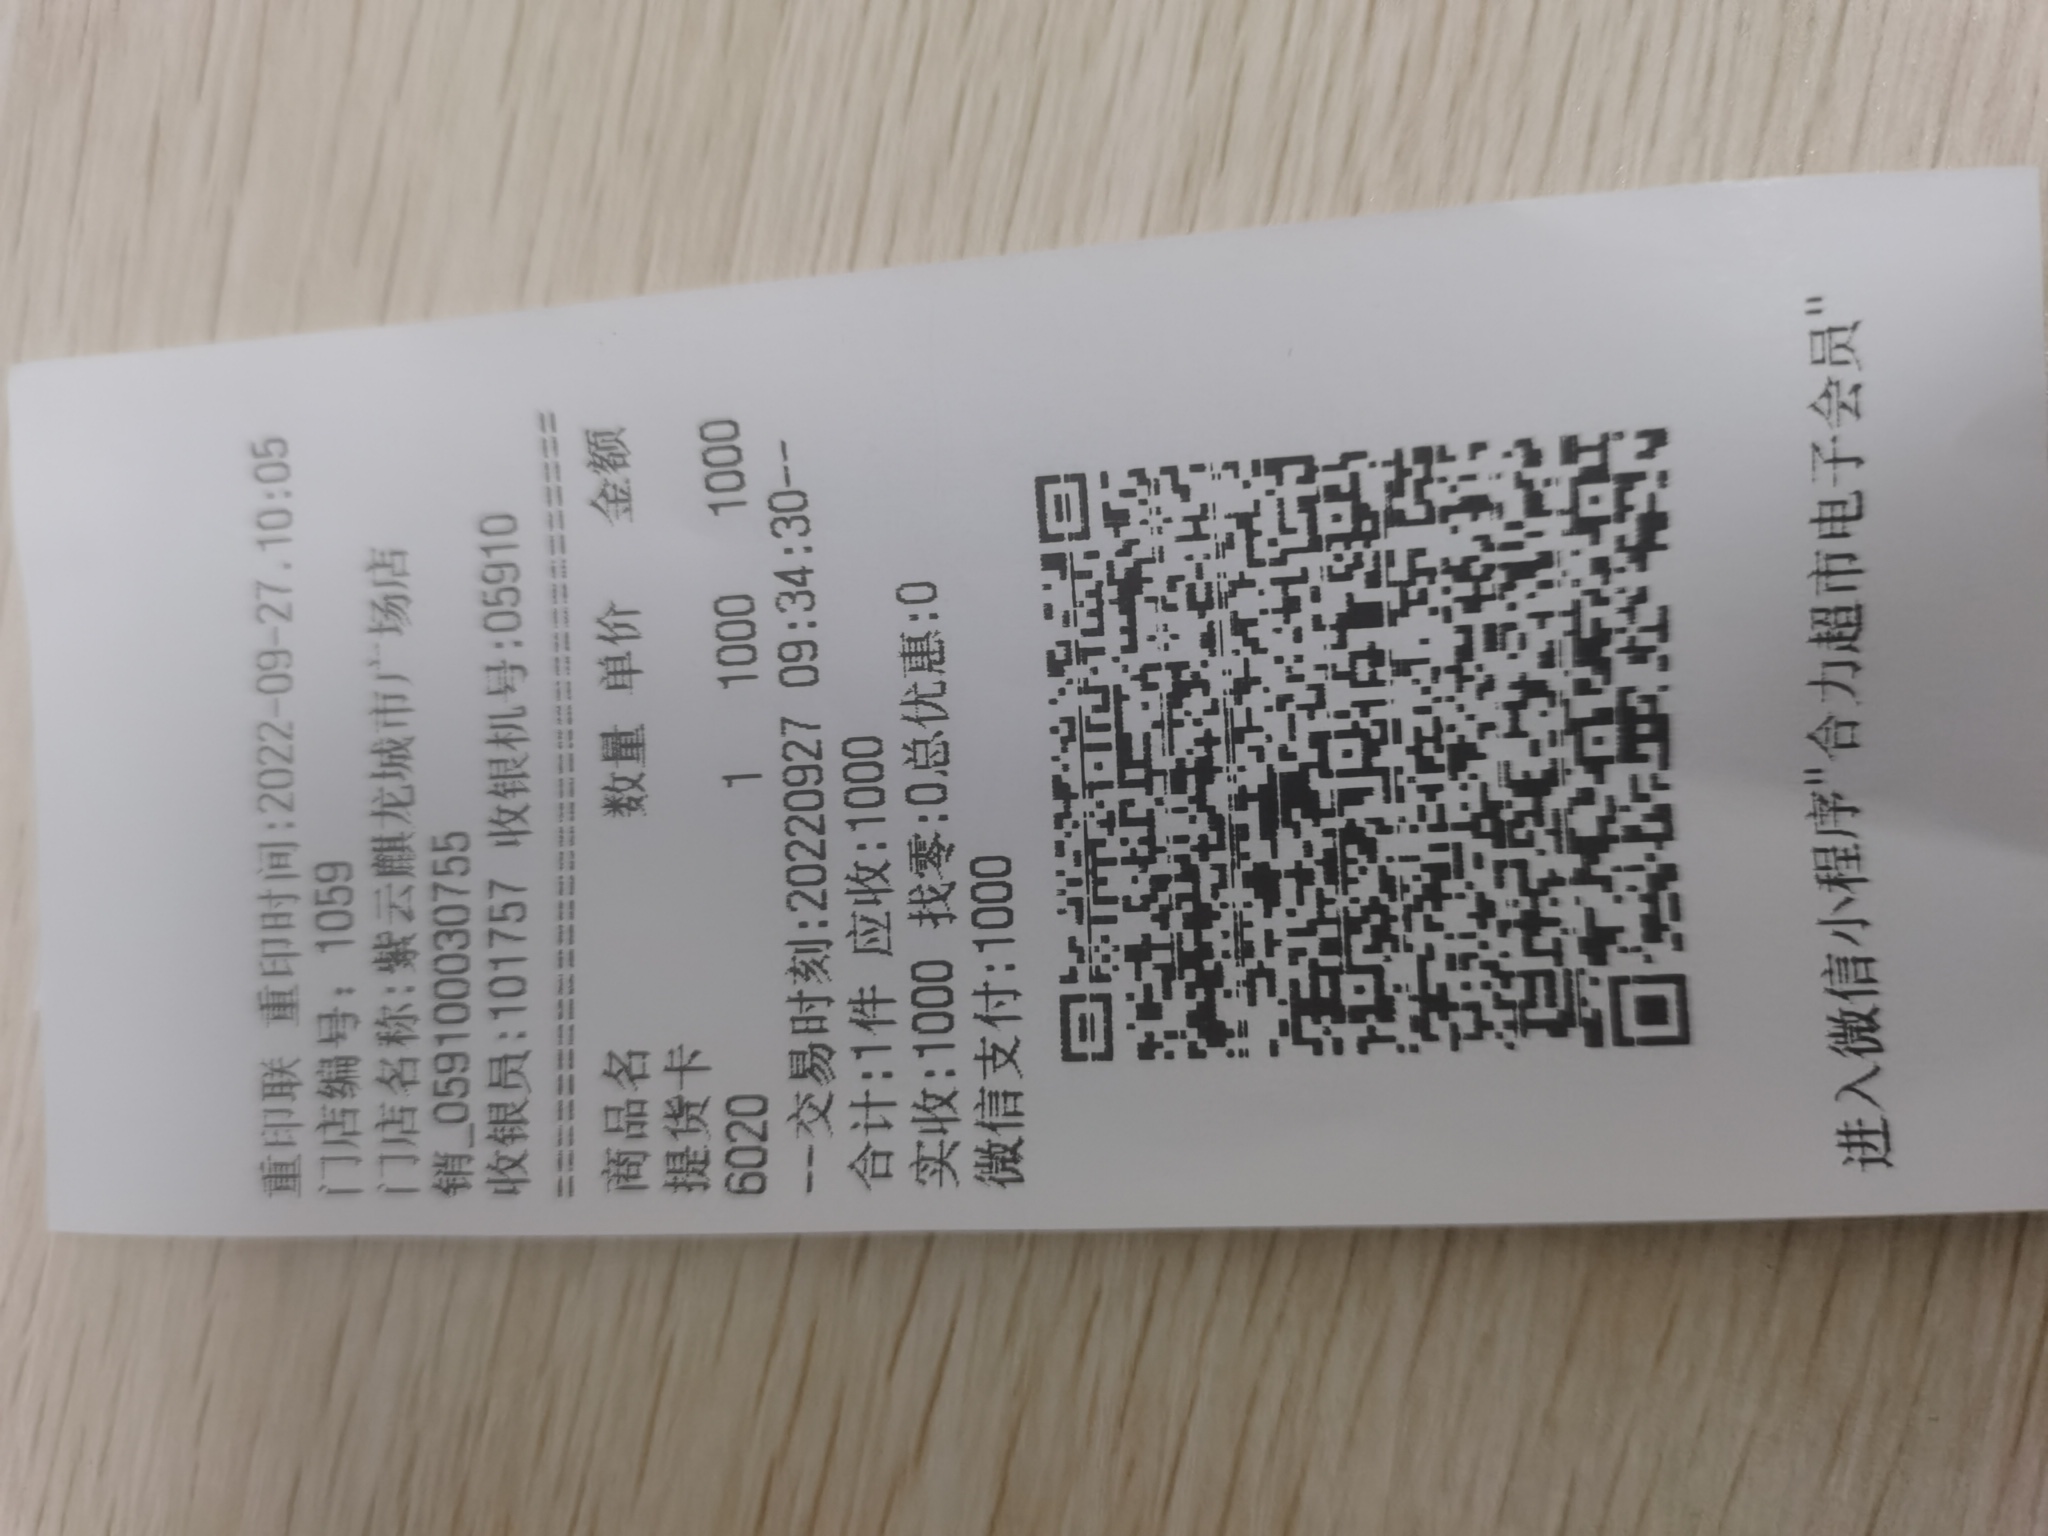 重印联 重印时间:2022-09-27.10:05
门店编号: 1059
门店名称:紫云麒龙城市广场店
销_0591000030755
收银员:101757 收银机号:05910
================================
商品名 数量 单价 金额
提货卡
6020 1 1000 1000
--交易时刻:20220927 09:34:30--
合计:1件 应收:1000
实收:1000 找零:0总优惠:0
微信支付:1000
进入微信小程序"合力超市电子会员"